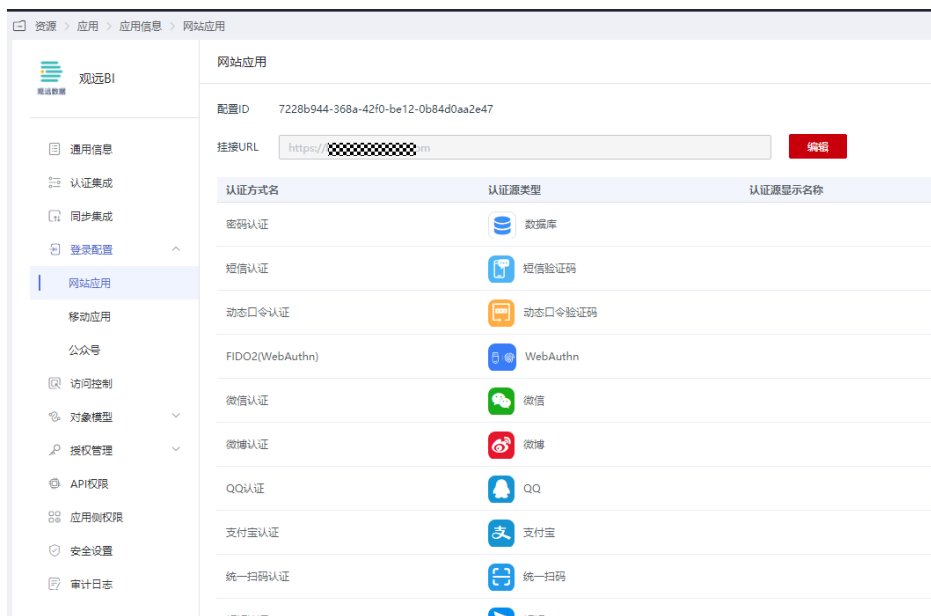 资源 > 应用 > 应用信息 > 网站应用
观远数据
观远BI
通用信息
认证集成
同步集成
登录配置
网站应用
移动应用
公众号
访问控制
对象模型
授权管理
API权限
应用侧权限
安全设置
审计日志
网站应用
配置ID 7228b944-368a-42f0-be12-0b84d0aa2e47
挂接URL https:// m 编辑
认证方式名 认证源类型 认证源显示名称
密码认证 数据库
短信认证 短信验证码
动态口令认证 动态口令验证码
FIDO2(WebAuthn) WebAuthn
微信认证 微信
微博认证 微博
QQ认证 QQ
支付宝认证 支付宝
统一扫码认证 统一扫码